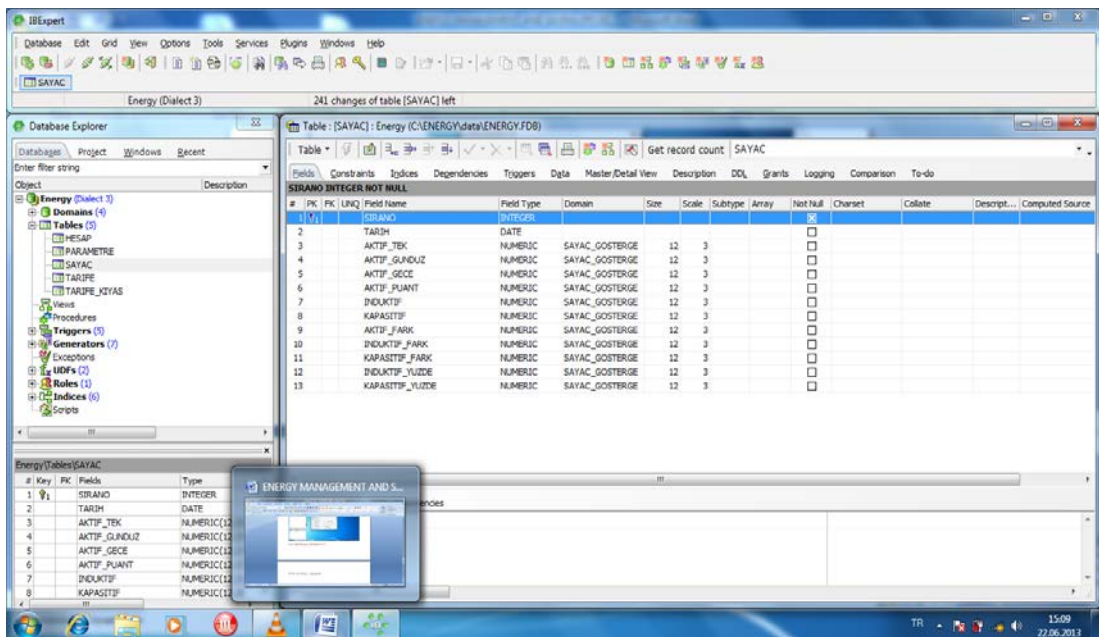 IBExpert
Database Edit Grid View Options Tools Services Plugins Windows Help
SAYAC
Energy (Dialect 3) 241 changes of table [SAYAC] left
Database Explorer
Databases Project Windows Recent
Enter filter string
Object Description
Energy (Dialect 3)
Domains (4)
Tables (5)
HESAP
PARAMETRE
SAYAC
TARIFE
TARIFE_KIYAS
Views
Procedures
Triggers (5)
Generators (7)
Exceptions
UDFs (2)
Roles (1)
Indices (6)
Scripts
Energy\Tables\SAYAC
# Key FK Fields Type
1 1 SIRANO INTEGER
2 TARIH DATE
3 AKTIF_TEK NUMERIC(12
4 AKTIF_GUNDUZ NUMERIC(12
5 AKTIF_GECE NUMERIC(12
6 AKTIF_PUANT NUMERIC(12
7 INDUKTIF NUMERIC(12
8 KAPASITIF NUMERIC(12
Table : [SAYAC] : Energy (C:\ENERGY\data\ENERGY.FDB)
Table Get record count SAYAC
Fields Constraints Indices Dependencies Triggers Data Master/Detail View Description DDL Grants Logging Comparison To-do
SIRANO INTEGER NOT NULL
# PK FK UNQ Field Name Field Type Domain Size Scale Subtype Array Not Null Charset Collate Descript... Computed Source
1 1 SIRANO INTEGER
2 TARIH DATE
3 AKTIF_TEK NUMERIC SAYAC_GOSTERGE 12 3
4 AKTIF_GUNDUZ NUMERIC SAYAC_GOSTERGE 12 3
5 AKTIF_GECE NUMERIC SAYAC_GOSTERGE 12 3
6 AKTIF_PUANT NUMERIC SAYAC_GOSTERGE 12 3
7 INDUKTIF NUMERIC SAYAC_GOSTERGE 12 3
8 KAPASITIF NUMERIC SAYAC_GOSTERGE 12 3
9 AKTIF_FARK NUMERIC SAYAC_GOSTERGE 12 3
10 INDUKTIF_FARK NUMERIC SAYAC_GOSTERGE 12 3
11 KAPASITIF_FARK NUMERIC SAYAC_GOSTERGE 12 3
12 INDUKTIF_YUZDE NUMERIC SAYAC_GOSTERGE 12 3
13 KAPASITIF_YUZDE NUMERIC SAYAC_GOSTERGE 12 3
encies
ENERGY MANAGEMENT AND S...
TR 15:09
22.06.2013